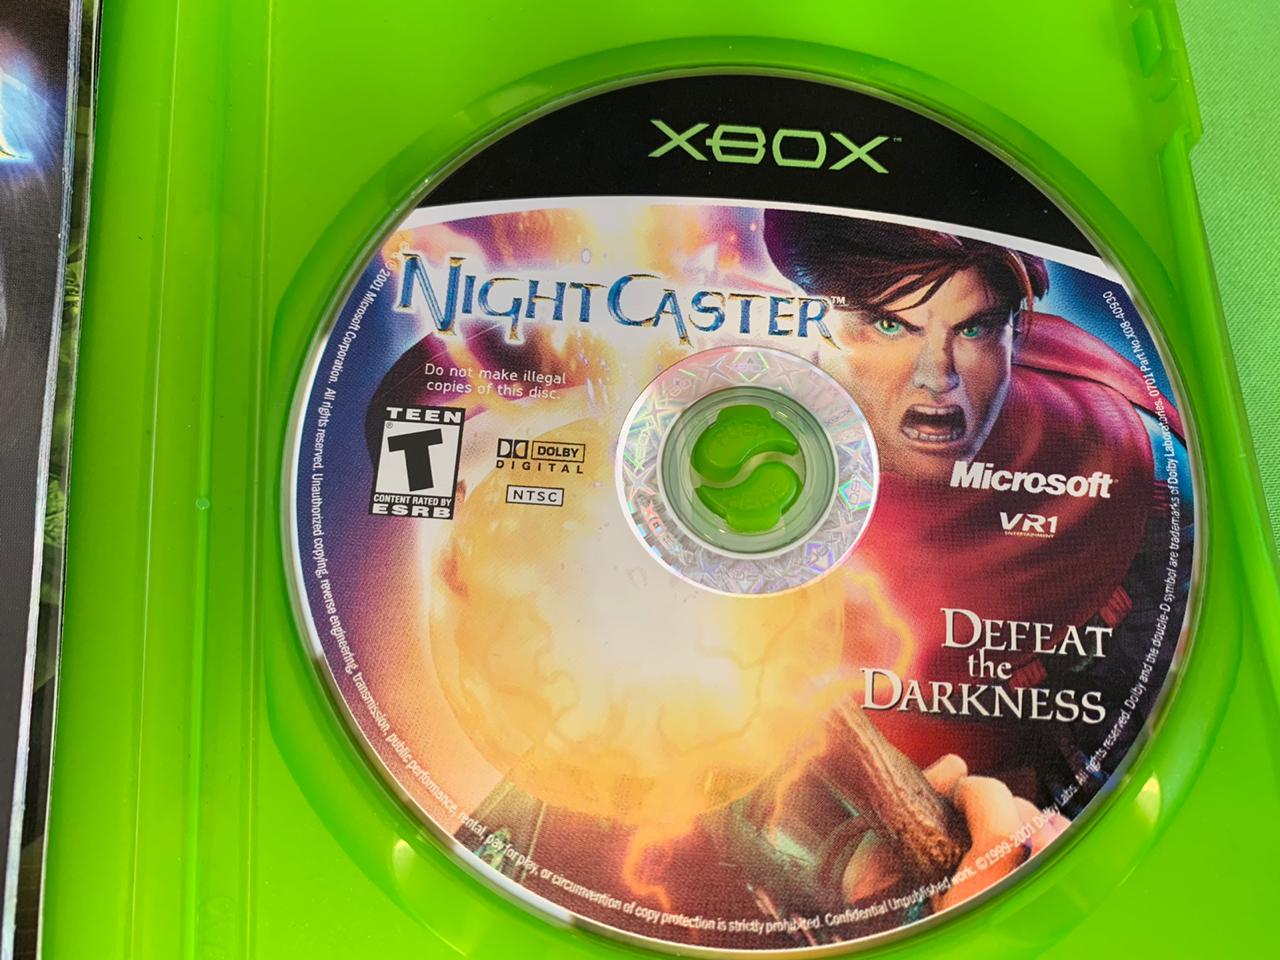 XBOX™
NIGHTCASTER™
Do not make illegal
copies of this disc.
TEEN
T
®
CONTENT RATED BY
ESRB
DOLBY
DIGITAL
NTSC
Microsoft
VR1
ENTERTAINMENT
DEFEAT
the
DARKNESS
© 2001 Microsoft Corporation. All rights reserved. Unauthorized copying, reverse engineering, transmission, public performance, rental, pay for play, or circumvention of copy protection is strictly prohibited. Confidential Unpublished work. ©1999-2001 Dolby Labs. All rights reserved. Dolby and the double-D symbol are trademarks of Dolby Laboratories. 0701 Part No. X08-40930